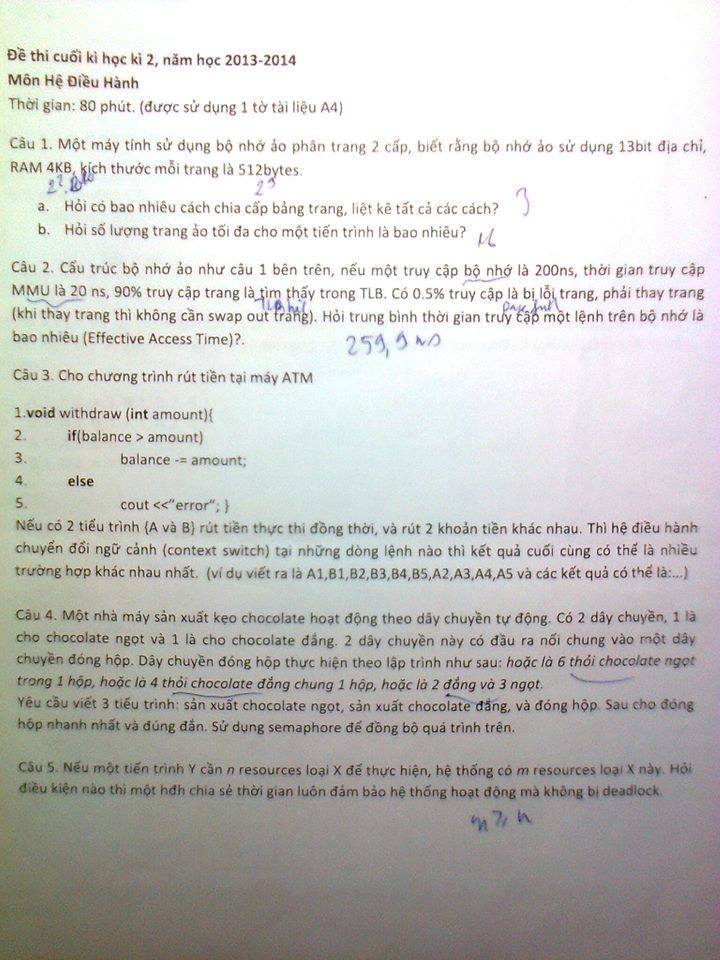 Đề thi cuối kì học kì 2, năm học 2013-2014
Môn Hệ Điều Hành
Thời gian: 80 phút. (được sử dụng 1 tờ tài liệu A4)
Câu 1. Một máy tính sử dụng bộ nhớ ảo phân trang 2 cấp, biết rằng bộ nhớ ảo sử dụng 13bit địa chỉ,
RAM 4KB, kích thước mỗi trang là 512bytes.
2⁹
a. Hỏi có bao nhiêu cách chia cấp bảng trang, liệt kê tất cả các cách? 3
b. Hỏi số lượng trang ảo tối đa cho một tiến trình là bao nhiêu? 16
Câu 2. Cấu trúc bộ nhớ ảo như câu 1 bên trên, nếu một truy cập bộ nhớ là 200ns, thời gian truy cập
MMU là 20 ns, 90% truy cập trang là tìm thấy trong TLB. Có 0.5% truy cập là bị lỗi trang, phải thay trang
TLB hit
(khi thay trang thì không cần swap out trang). Hỏi trung bình thời gian truy cập một lệnh trên bộ nhớ là
bao nhiêu (Effective Access Time)?.
259,9 ns
Câu 3. Cho chương trình rút tiền tại máy ATM
1.void withdraw (int amount){
2. if(balance > amount)
3. balance -= amount;
4. else
5. cout <<"error"; }
Nếu có 2 tiểu trình {A và B} rút tiền thực thi đồng thời, và rút 2 khoản tiền khác nhau. Thì hệ điều hành
chuyển đổi ngữ cảnh (context switch) tại những dòng lệnh nào thì kết quả cuối cùng có thể là nhiều
trường hợp khác nhau nhất. (ví dụ viết ra là A1,B1,B2,B3,B4,B5,A2,A3,A4,A5 và các kết quả có thể là:...)
Câu 4. Một nhà máy sản xuất kẹo chocolate hoạt động theo dây chuyền tự động. Có 2 dây chuyền, 1 là
cho chocolate ngọt và 1 là cho chocolate đắng. 2 dây chuyền này có đầu ra nối chung vào một dây
chuyền đóng hộp. Dây chuyền đóng hộp thực hiện theo lập trình như sau: hoặc là 6 thỏi chocolate ngọt
trong 1 hộp, hoặc là 4 thỏi chocolate đắng chung 1 hộp, hoặc là 2 đắng và 3 ngọt.
Yêu cầu viết 3 tiểu trình: sản xuất chocolate ngọt, sản xuất chocolate đắng, và đóng hộp. Sau cho đóng
hộp nhanh nhất và đúng đắn. Sử dụng semaphore để đồng bộ quá trình trên.
Câu 5. Nếu một tiến trình Y cần n resources loại X để thực hiện, hệ thống có m resources loại X này. Hỏi
điều kiện nào thì một hđh chia sẻ thời gian luôn đảm bảo hệ thống hoạt động mà không bị deadlock.
m ≥ n